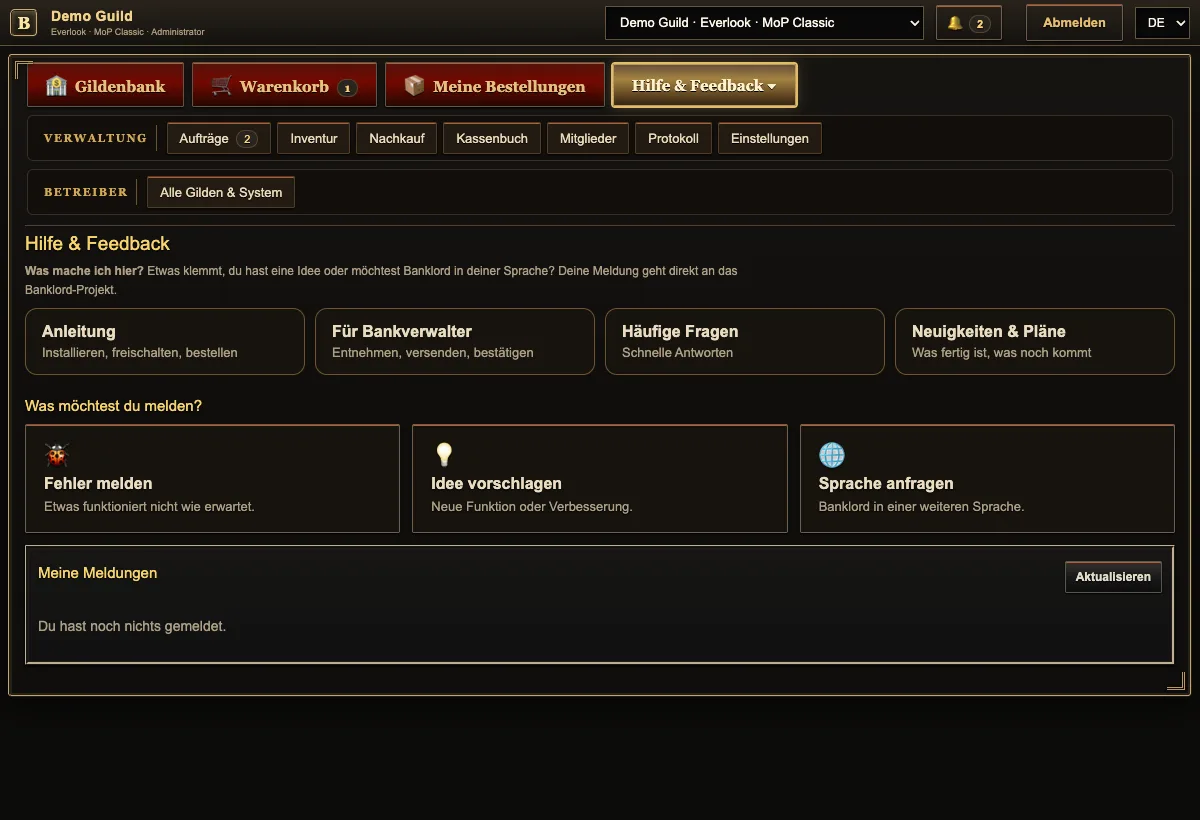 B
Demo Guild
Everlook · MoP Classic · Administrator
Demo Guild · Everlook · MoP Classic
2
Abmelden
DE
Gildenbank
Warenkorb 1
Meine Bestellungen
Hilfe & Feedback
VERWALTUNG
Aufträge 2
Inventur
Nachkauf
Kassenbuch
Mitglieder
Protokoll
Einstellungen
BETREIBER
Alle Gilden & System
Hilfe & Feedback
Was mache ich hier? Etwas klemmt, du hast eine Idee oder möchtest Banklord in deiner Sprache? Deine Meldung geht direkt an das
Banklord-Projekt.
Anleitung
Installieren, freischalten, bestellen
Für Bankverwalter
Entnehmen, versenden, bestätigen
Häufige Fragen
Schnelle Antworten
Neuigkeiten & Pläne
Was fertig ist, was noch kommt
Was möchtest du melden?
Fehler melden
Etwas funktioniert nicht wie erwartet.
Idee vorschlagen
Neue Funktion oder Verbesserung.
Sprache anfragen
Banklord in einer weiteren Sprache.
Meine Meldungen
Aktualisieren
Du hast noch nichts gemeldet.